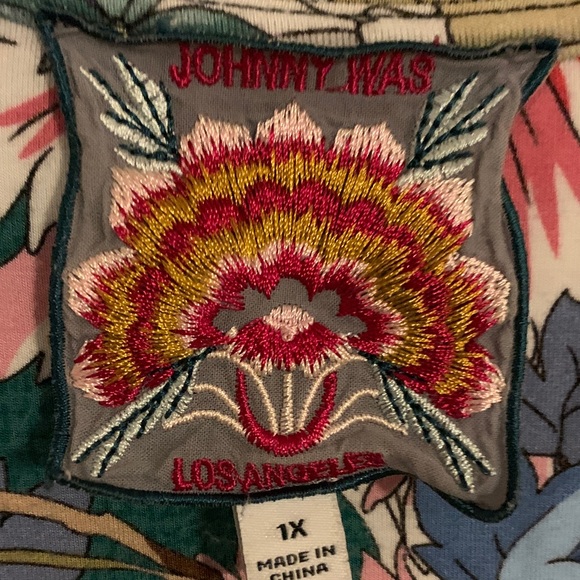 JOHNNY WAS
LOS ANGELES
1X
MADE IN
CHINA